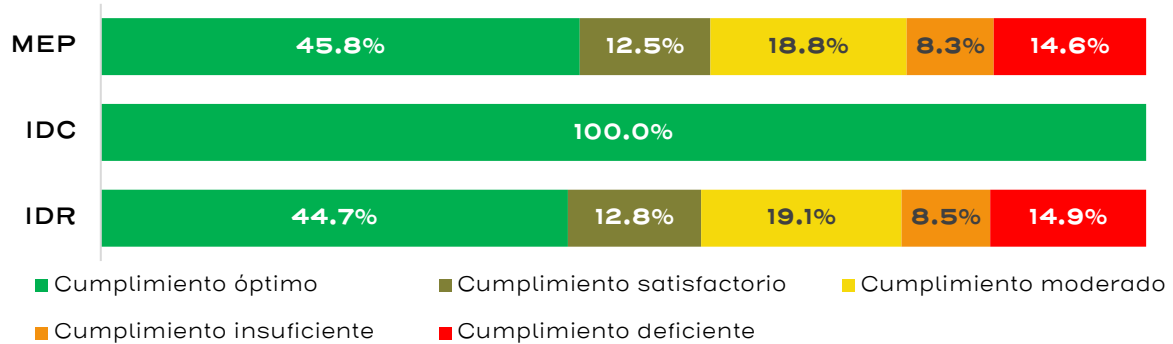 MEP 45.8% 12.5% 18.8% 8.3% 14.6%
IDC 100.0%
IDR 44.7% 12.8% 19.1% 8.5% 14.9%
Cumplimiento óptimo Cumplimiento satisfactorio Cumplimiento moderado
Cumplimiento insuficiente Cumplimiento deficiente